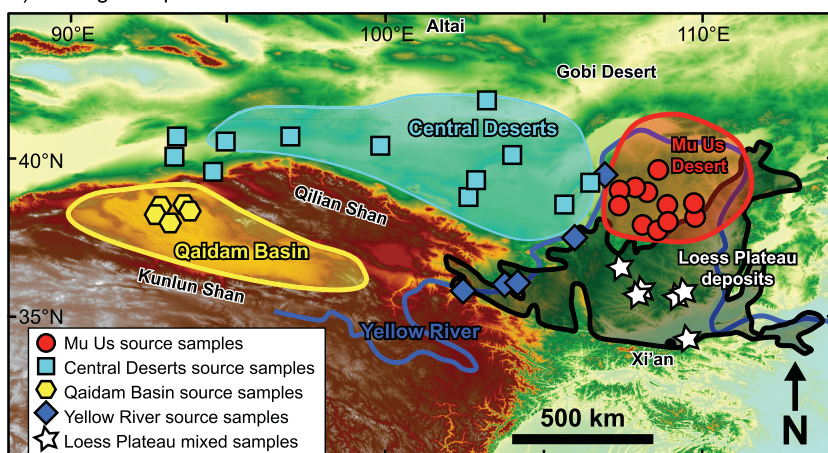 90°E
100°E
Altai
110°E
Gobi Desert
Central Deserts
Mu Us
Desert
40°N
Qilian Shan
Qaidam Basin
Kunlun Shan
Loess Plateau
deposits
35°N
Yellow River
Xi'an
Mu Us source samples
Central Deserts source samples
Qaidam Basin source samples
Yellow River source samples
Loess Plateau mixed samples
500 km
N